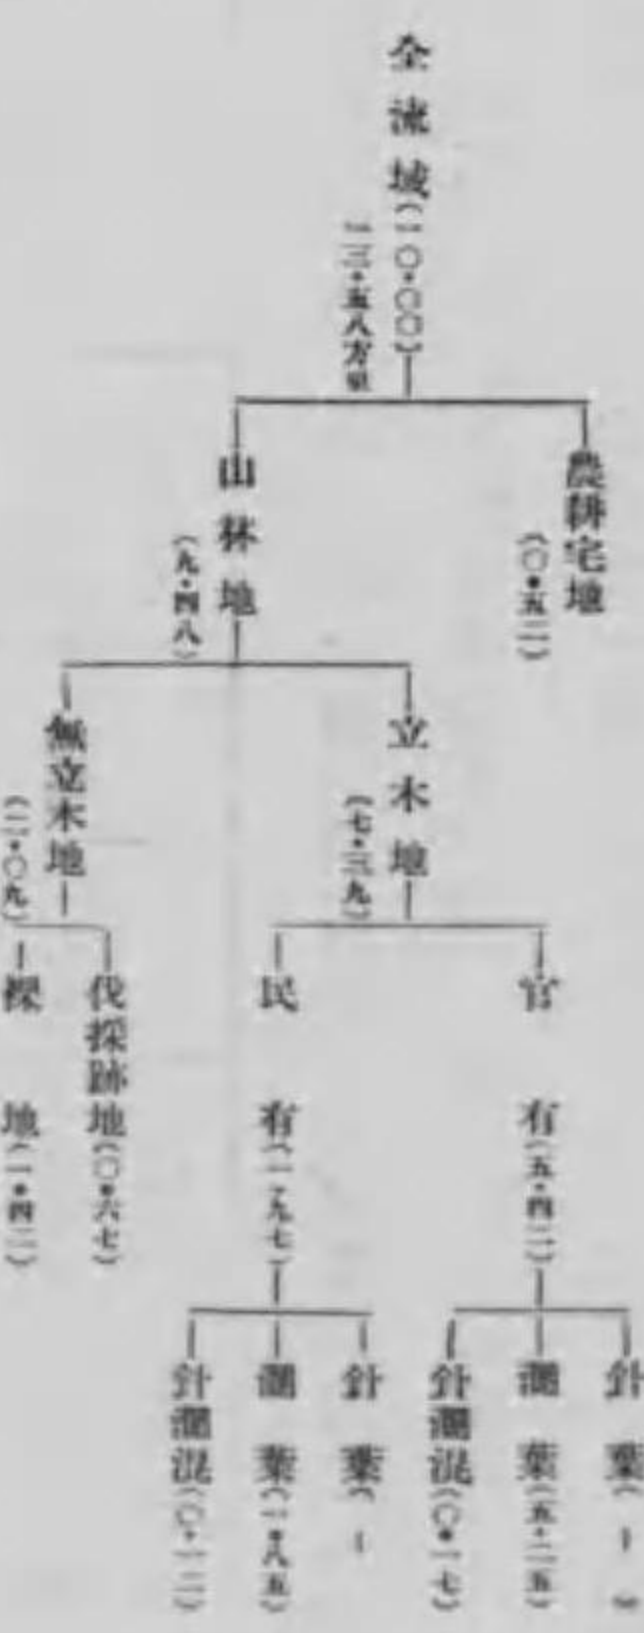 全流域(一〇・〇〇)
一三・五八方里
農耕宅地
(〇・五二)
山林地
(九・四八)
立木地
(七・三九)
官有(五・四二)
針葉(ー)
濶葉(五・二五)
針濶混(〇・一七)
民有(一・九七)
針葉(ー
濶葉(一・八五)
針濶混(〇・一二)
無立木地
(二・〇九)
伐採跡地(〇・六七)
裸地(一・四二)